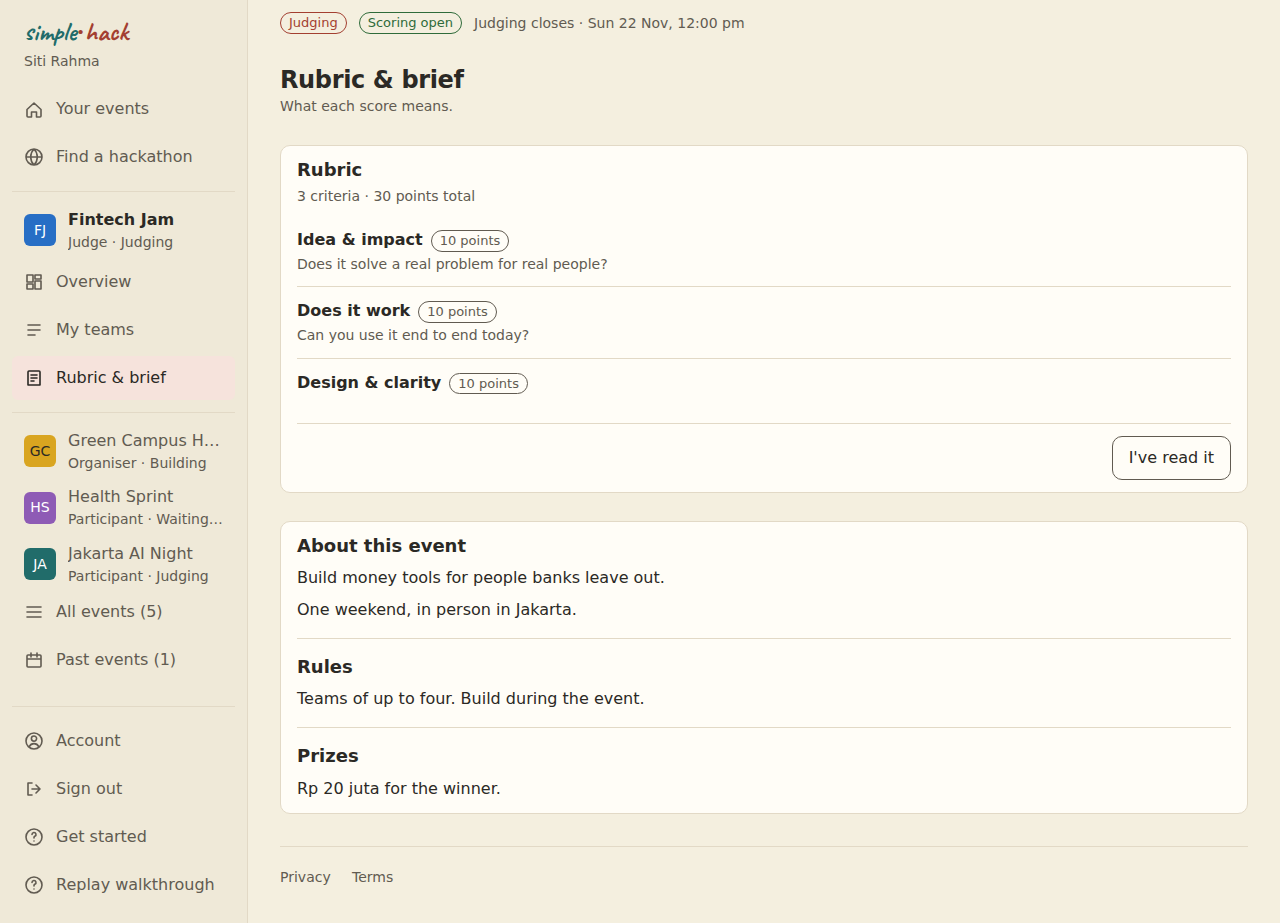 simple·hack
Siti Rahma
Your events
Find a hackathon
FJ
Fintech Jam
Judge · Judging
Overview
My teams
Rubric & brief
GC
Green Campus H…
Organiser · Building
HS
Health Sprint
Participant · Waiting…
JA
Jakarta AI Night
Participant · Judging
All events (5)
Past events (1)
Account
Sign out
Get started
Replay walkthrough
Judging Scoring open Judging closes · Sun 22 Nov, 12:00 pm
Rubric & brief
What each score means.
Rubric
3 criteria · 30 points total
Idea & impact 10 points
Does it solve a real problem for real people?
Does it work 10 points
Can you use it end to end today?
Design & clarity 10 points
I've read it
About this event
Build money tools for people banks leave out.
One weekend, in person in Jakarta.
Rules
Teams of up to four. Build during the event.
Prizes
Rp 20 juta for the winner.
Privacy Terms